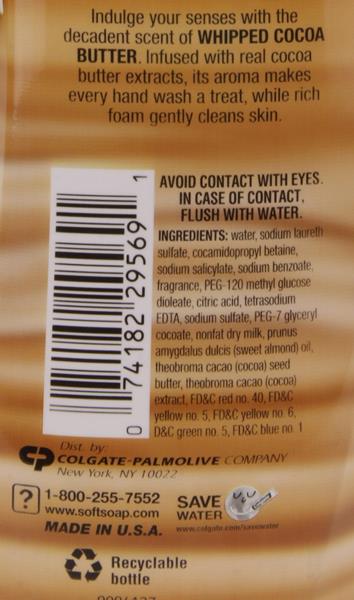 Indulge your senses with the
decadent scent of WHIPPED COCOA
BUTTER. Infused with real cocoa
butter extracts, its aroma makes
every hand wash a treat, while rich
foam gently cleans skin.
AVOID CONTACT WITH EYES.
IN CASE OF CONTACT,
FLUSH WITH WATER.
INGREDIENTS: water, sodium laureth
sulfate, cocamidopropyl betaine,
sodium salicylate, sodium benzoate,
fragrance, PEG-120 methyl glucose
dioleate, citric acid, tetrasodium
EDTA, sodium sulfate, PEG-7 glyceryl
cocoate, nonfat dry milk, prunus
amygdalus dulcis (sweet almond) oil,
theobroma cacao (cocoa) seed
butter, theobroma cacao (cocoa)
extract, FD&C red no. 40, FD&C
yellow no. 5, FD&C yellow no. 6,
D&C green no. 5, FD&C blue no. 1
0 74182 29569 1
Dist. by:
CP COLGATE-PALMOLIVE COMPANY
New York, NY 10022
? 1-800-255-7552
www.softsoap.com
MADE IN U.S.A.
SAVE
WATER
www.colgate.com/savewater
Recyclable
bottle